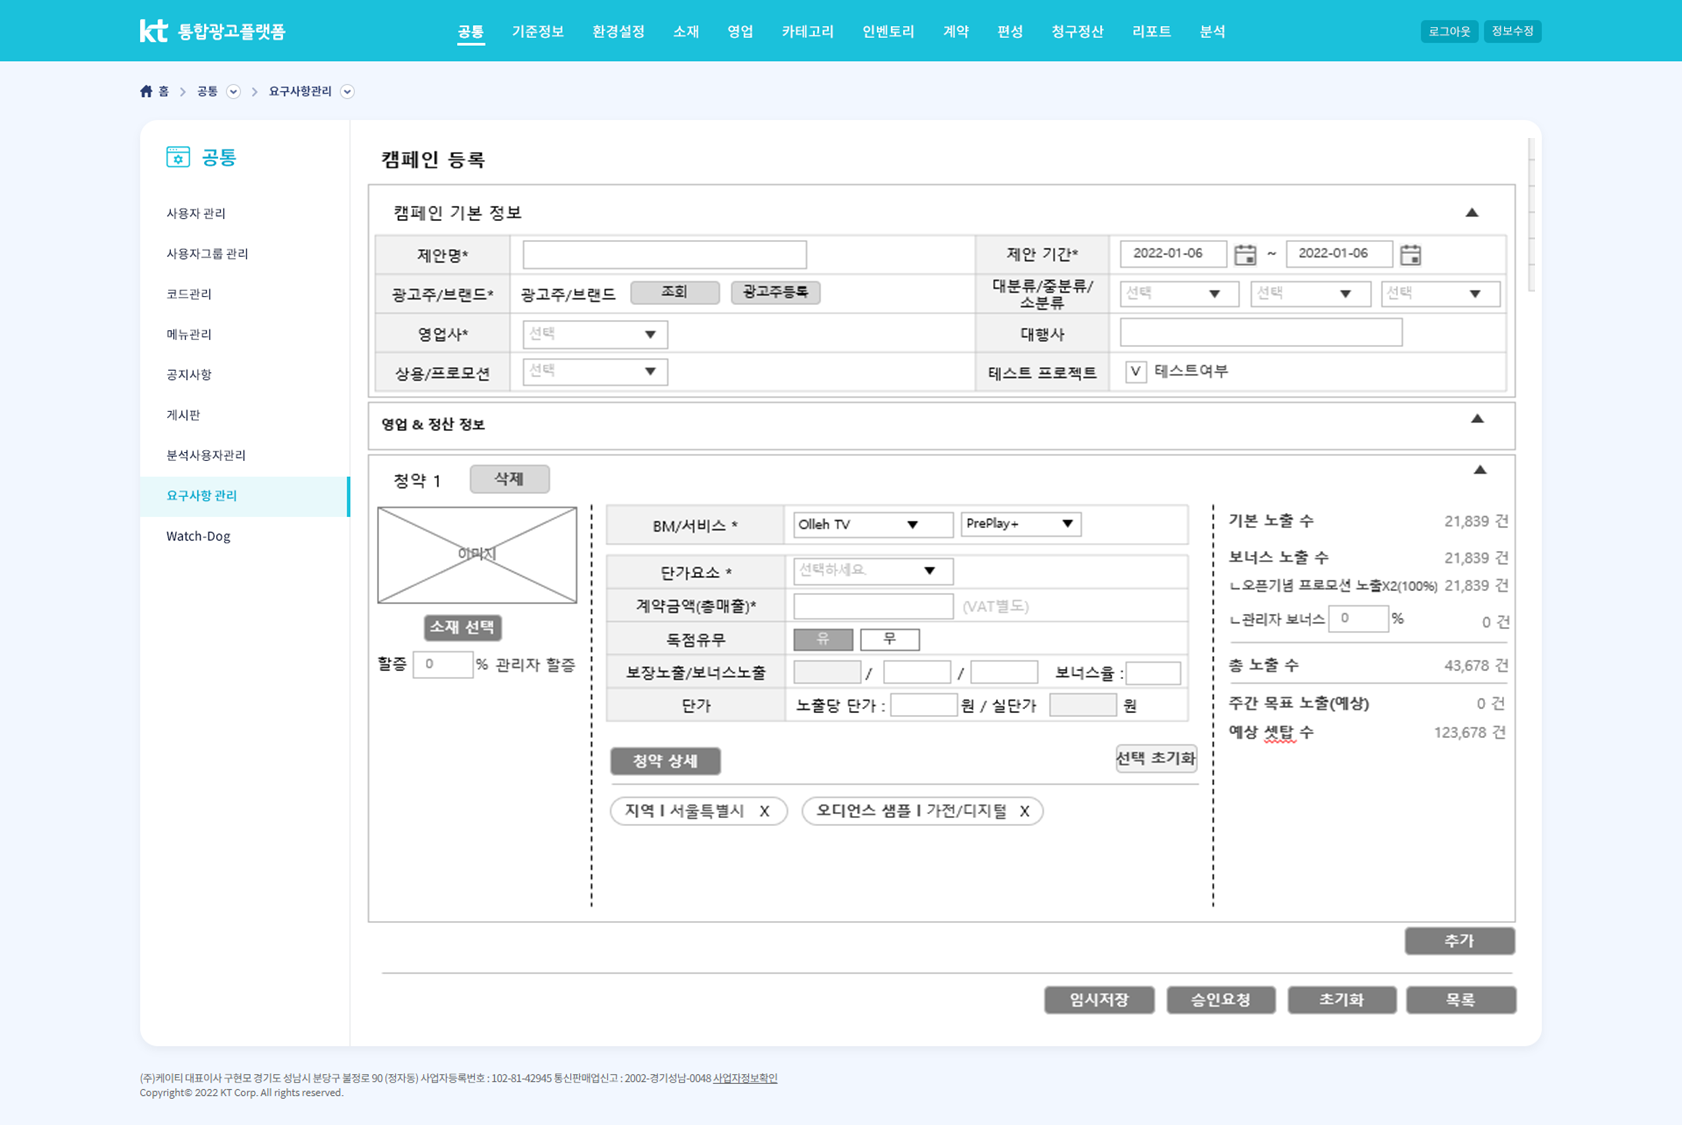 kt 통합광고플랫폼
공통 기준정보 환경설정 소재 영업 카테고리 인벤토리 계약 편성 청구정산 리포트 분석
로그아웃 정보수정
홈 공통 요구사항관리
공통
사용자 관리
사용자그룹 관리
코드관리
메뉴관리
공지사항
게시판
분석사용자관리
요구사항 관리
Watch-Dog
캠페인 등록
캠페인 기본 정보 ▲
제안명* 제안 기간* 2022-01-06 ~ 2022-01-06
광고주/브랜드* 광고주/브랜드 조회 광고주등록 대분류/중분류/
소분류 선택 ▼ 선택 ▼ 선택 ▼
영업사* 선택 ▼ 대행사
상용/프로모션 선택 ▼ 테스트 프로젝트 V 테스트여부
영업 & 정산 정보 ▲
청약 1 삭제 ▲
이미지
소재 선택
할증 0 % 관리자 할증
BM/서비스 * Olleh TV ▼ PrePlay+ ▼
단가요소 * 선택하세요. ▼
계약금액(총매출)* (VAT별도)
독점유무 유 무
보장노출/보너스노출 / / 보너스율 :
단가 노출당 단가 : 원 / 실단가 원
청약 상세 선택 초기화
지역 I 서울특별시 X 오디언스 샘플 I 가전/디지털 X
기본 노출 수 21,839 건
보너스 노출 수 21,839 건
ㄴ오픈기념 프로모션 노출X2(100%) 21,839 건
ㄴ관리자 보너스 0 % 0 건
총 노출 수 43,678 건
주간 목표 노출(예상) 0 건
예상 셋탑 수 123,678 건
추가
임시저장 승인요청 초기화 목록
(주)케이티 대표이사 구현모 경기도 성남시 분당구 불정로 90 (정자동) 사업자등록번호 : 102-81-42945 통신판매업신고 : 2002-경기성남-0048 사업자정보확인
Copyright© 2022 KT Corp. All rights reserved.